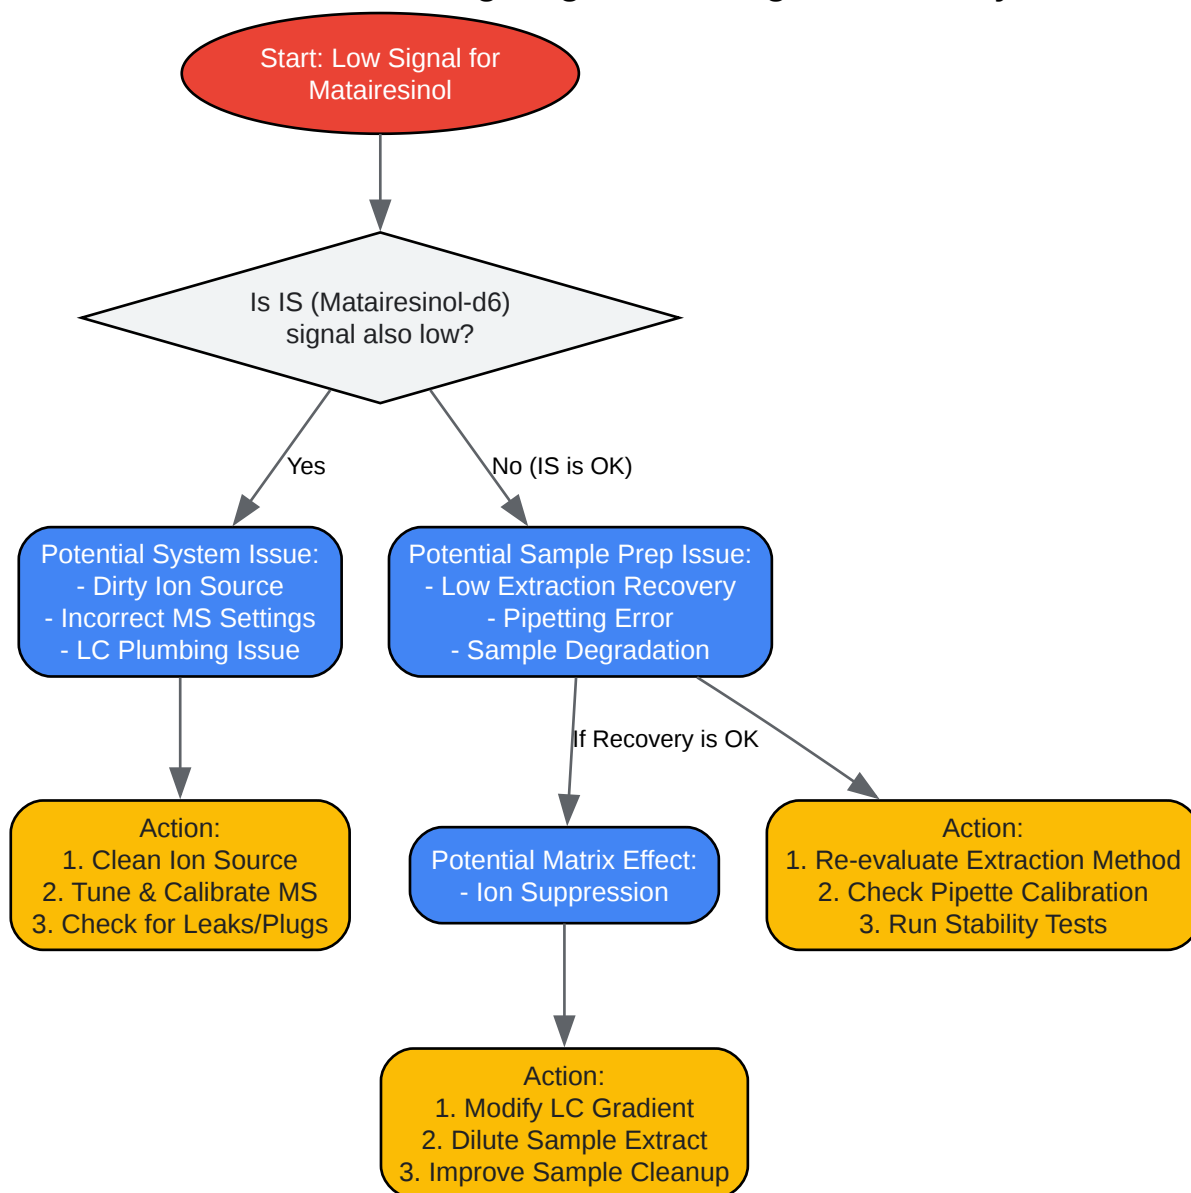 Start: Low Signal for
Matairesinol
Is IS (Matairesinol-d6)
signal also low?
Yes
No (IS is OK)
Potential System Issue:
- Dirty Ion Source
- Incorrect MS Settings
- LC Plumbing Issue
Potential Sample Prep Issue:
- Low Extraction Recovery
- Pipetting Error
- Sample Degradation
If Recovery is OK
Action:
1. Clean Ion Source
2. Tune & Calibrate MS
3. Check for Leaks/Plugs
Potential Matrix Effect:
- Ion Suppression
Action:
1. Re-evaluate Extraction Method
2. Check Pipette Calibration
3. Run Stability Tests
Action:
1. Modify LC Gradient
2. Dilute Sample Extract
3. Improve Sample Cleanup